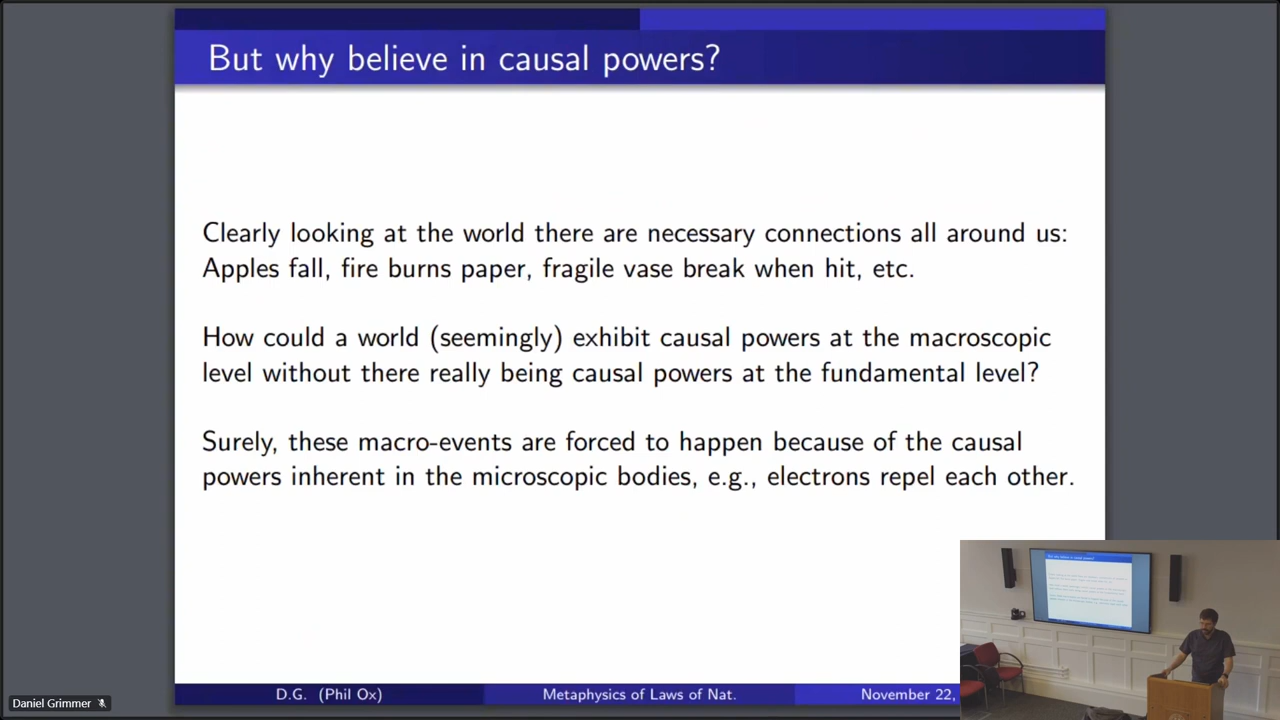 But why believe in causal powers?
Clearly looking at the world there are necessary connections all around us:
Apples fall, fire burns paper, fragile vase break when hit, etc.
How could a world (seemingly) exhibit causal powers at the macroscopic
level without there really being causal powers at the fundamental level?
Surely, these macro-events are forced to happen because of the causal
powers inherent in the microscopic bodies, e.g., electrons repel each other.
D.G. (Phil Ox)
Metaphysics of Laws of Nat.
November 22,
Daniel Grimmer